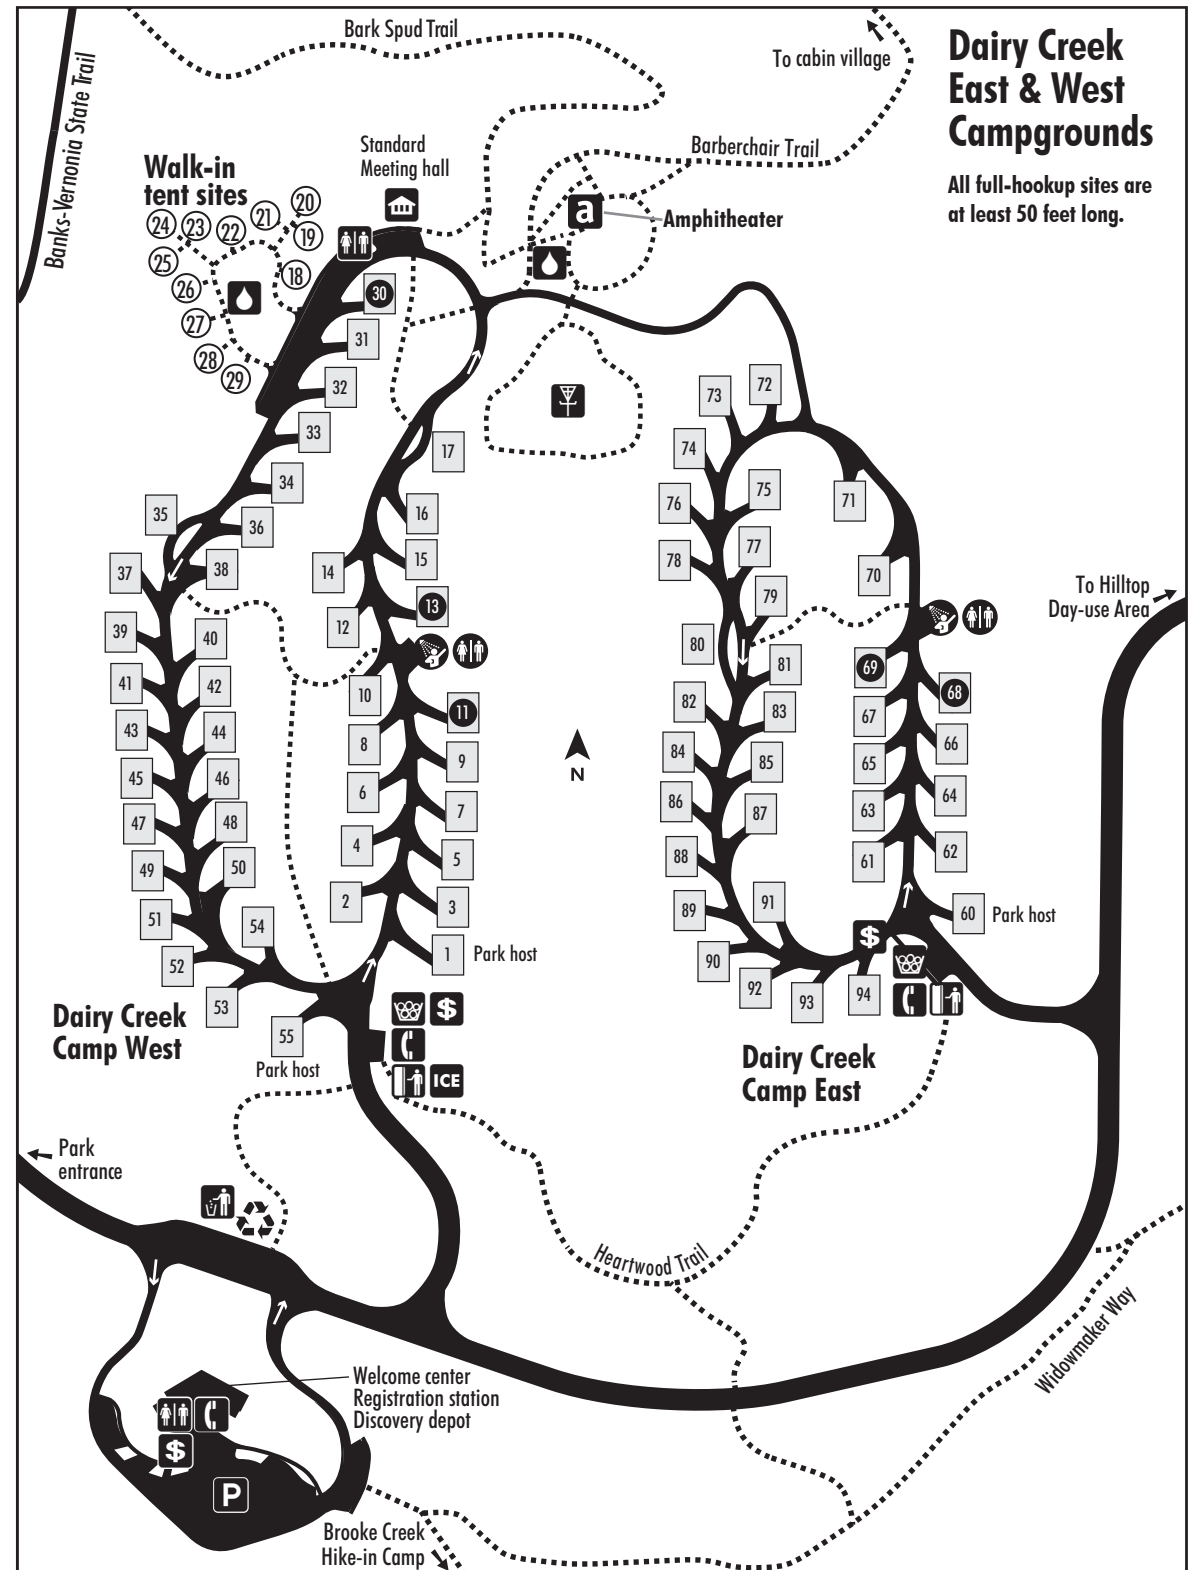 Bark Spud Trail
To cabin village
Dairy Creek
East & West
Campgrounds
All full-hookup sites are
at least 50 feet long.
Banks-Vernonia State Trail
Standard
Meeting hall
Barberchair Trail
Walk-in
tent sites
a
Amphitheater
20
21
19
24
23
22
25
18
26
27
28
29
30
31
32
33
34
35
36
37
38
39
40
41
42
43
44
45
46
47
48
49
50
51
52
53
54
55
Park host
17
16
15
14
13
12
11
10
9
8
7
6
5
4
3
2
1
Park host
N
73
72
74
75
71
76
77
78
79
70
80
81
69
68
82
83
67
66
84
85
65
64
86
87
63
62
88
61
89
91
60
Park host
90
92
93
94
$
To Hilltop
Day-use Area
Dairy Creek
Camp West
$
ICE
Dairy Creek
Camp East
Park
entrance
Heartwood Trail
Widowmaker Way
Welcome center
Registration station
Discovery depot
$
P
Brooke Creek
Hike-in Camp